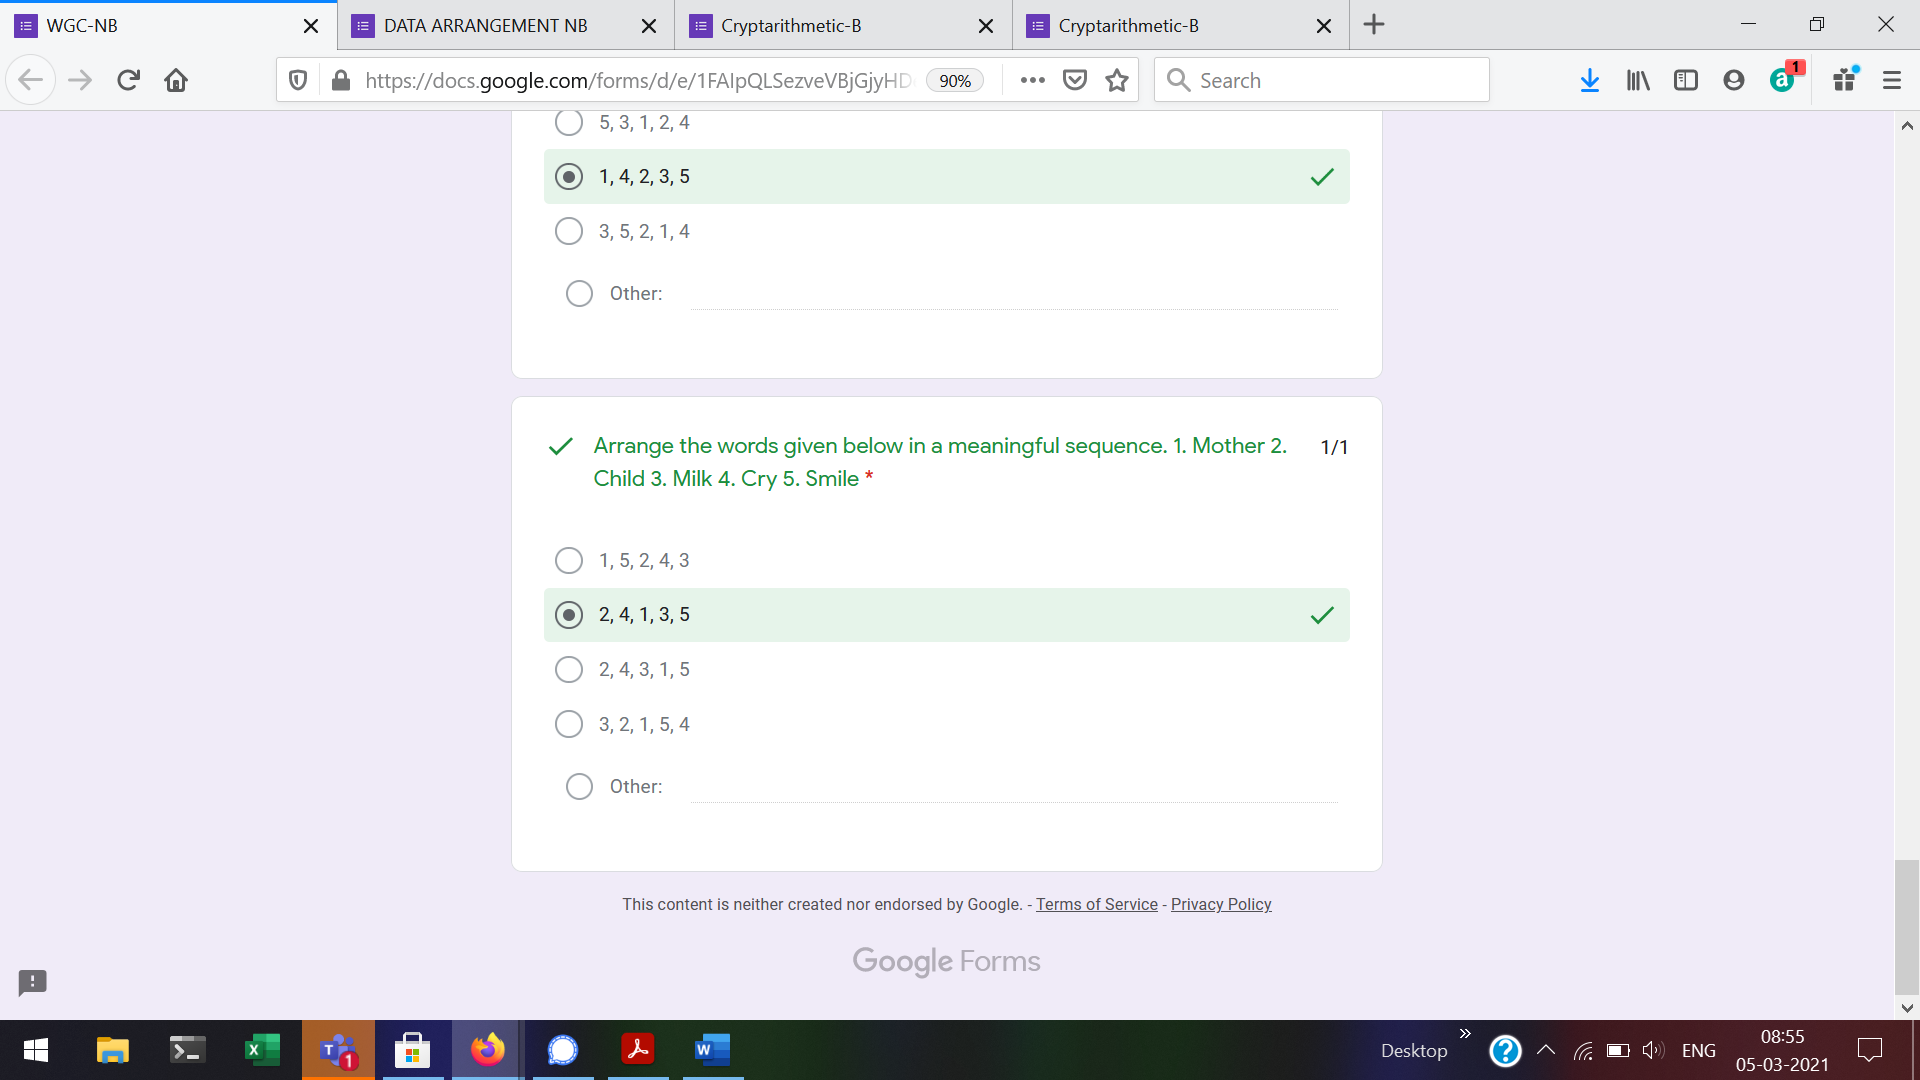 WGC-NB
DATA ARRANGEMENT NB
Cryptarithmetic-B
Cryptarithmetic-B
https://docs.google.com/forms/d/e/1FAIpQLSezveVBjGjyHD
90%
Search
a
1
5, 3, 1, 2, 4
1, 4, 2, 3, 5
3, 5, 2, 1, 4
Other:
Arrange the words given below in a meaningful sequence. 1. Mother 2.
Child 3. Milk 4. Cry 5. Smile *
1/1
1, 5, 2, 4, 3
2, 4, 1, 3, 5
2, 4, 3, 1, 5
3, 2, 1, 5, 4
Other:
This content is neither created nor endorsed by Google. - Terms of Service - Privacy Policy
Google Forms
Desktop
ENG
08:55
05-03-2021